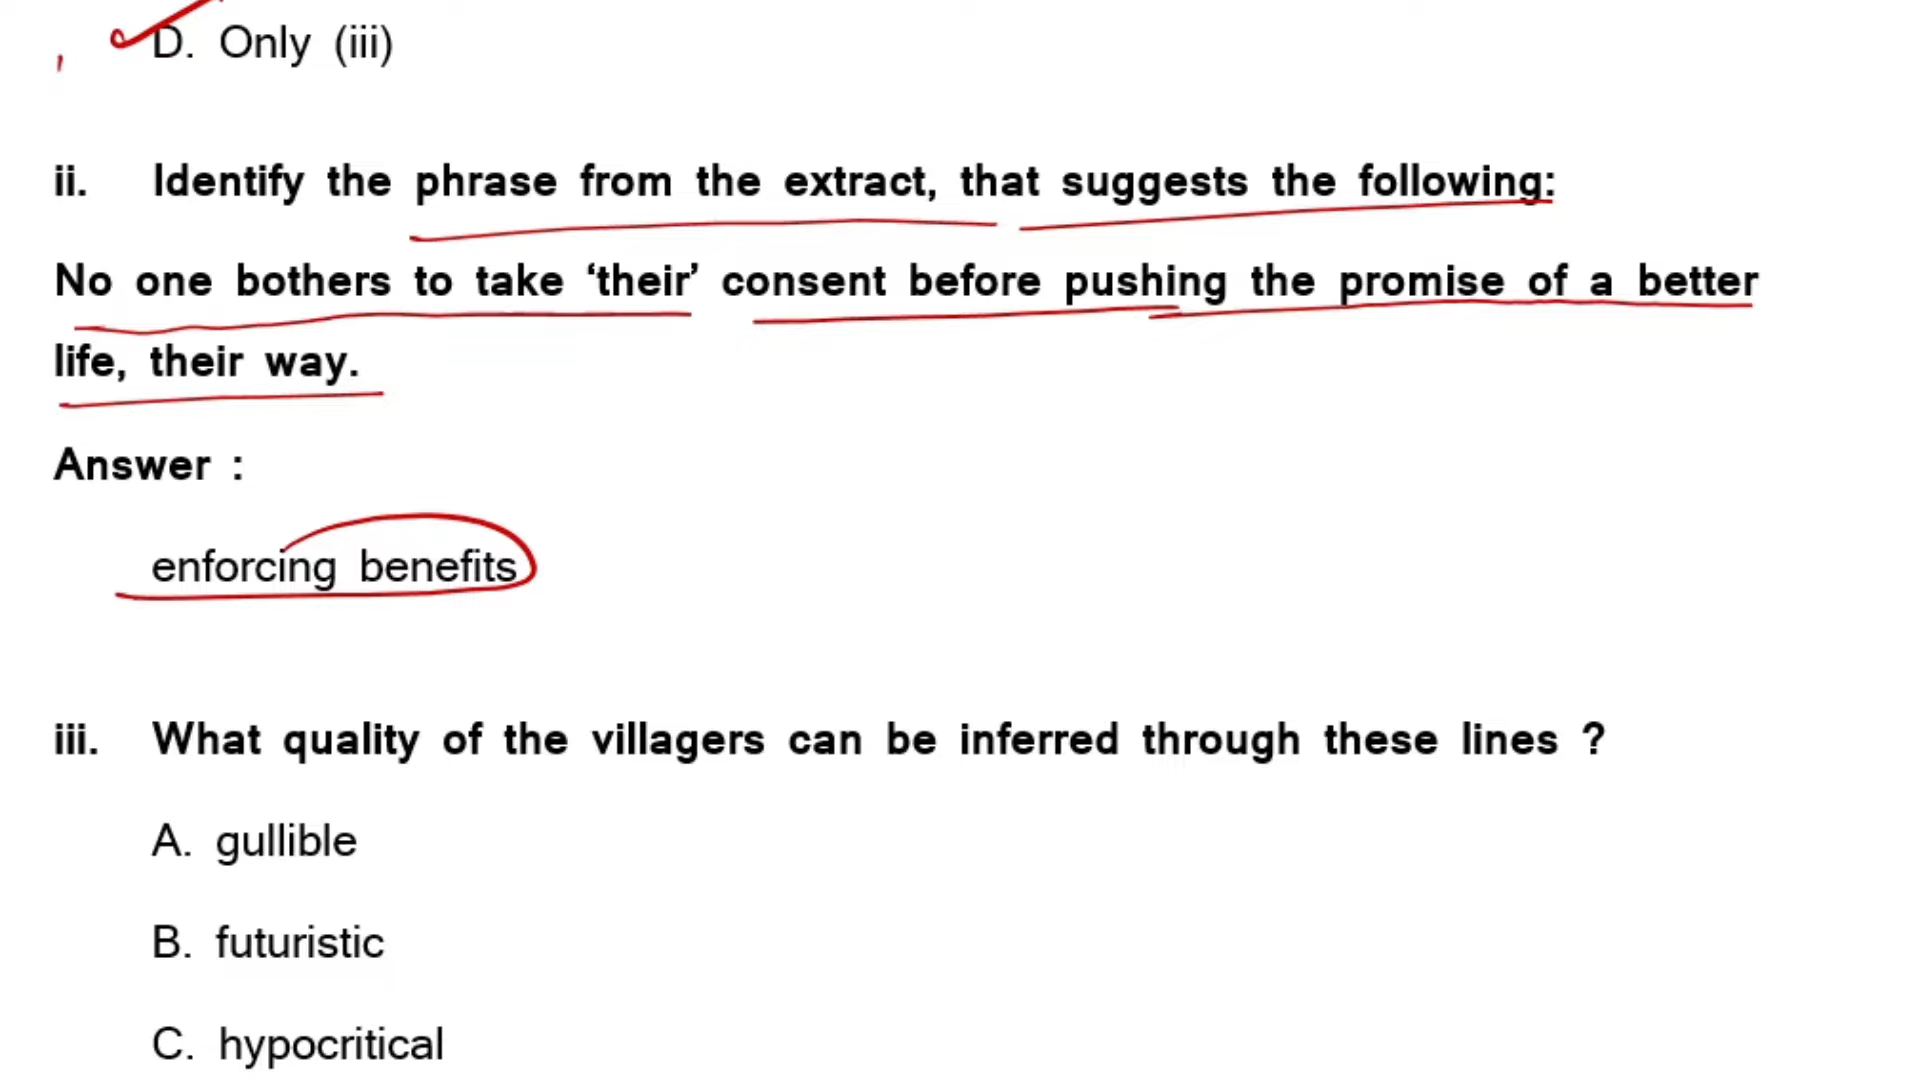 D. Only (iii)
ii. Identify the phrase from the extract, that suggests the following:
No one bothers to take ‘their’ consent before pushing the promise of a better
life, their way.
Answer :
enforcing benefits
iii. What quality of the villagers can be inferred through these lines ?
A. gullible
B. futuristic
C. hypocritical